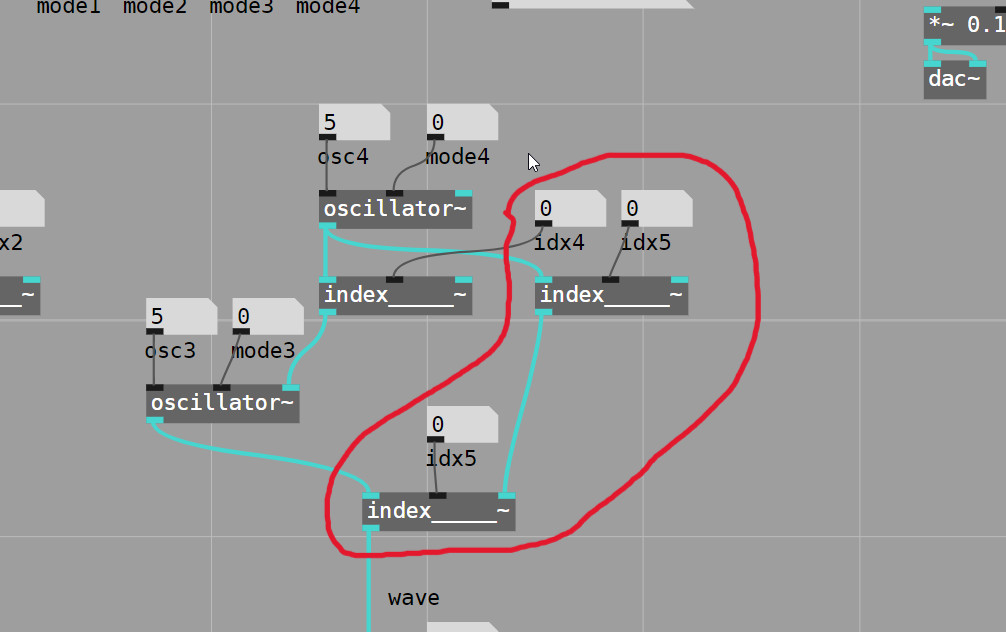 mode1 mode2 mode3 mode4
*~ 0.1
dac~
5 0
osc4 mode4
oscillator~
0 0
x2 idx4 idx5
~ index_____~ index_____~
5 0
osc3 mode3
oscillator~
0
idx5
index_____~
wave